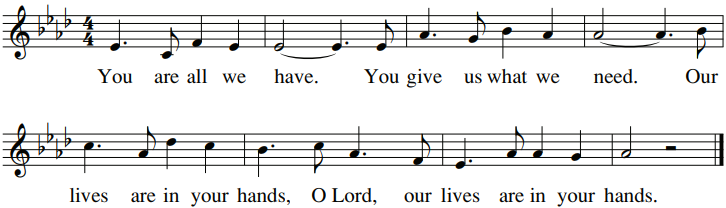 You are all we have. You give us what we need. Our
lives are in your hands, O Lord, our lives are in your hands.